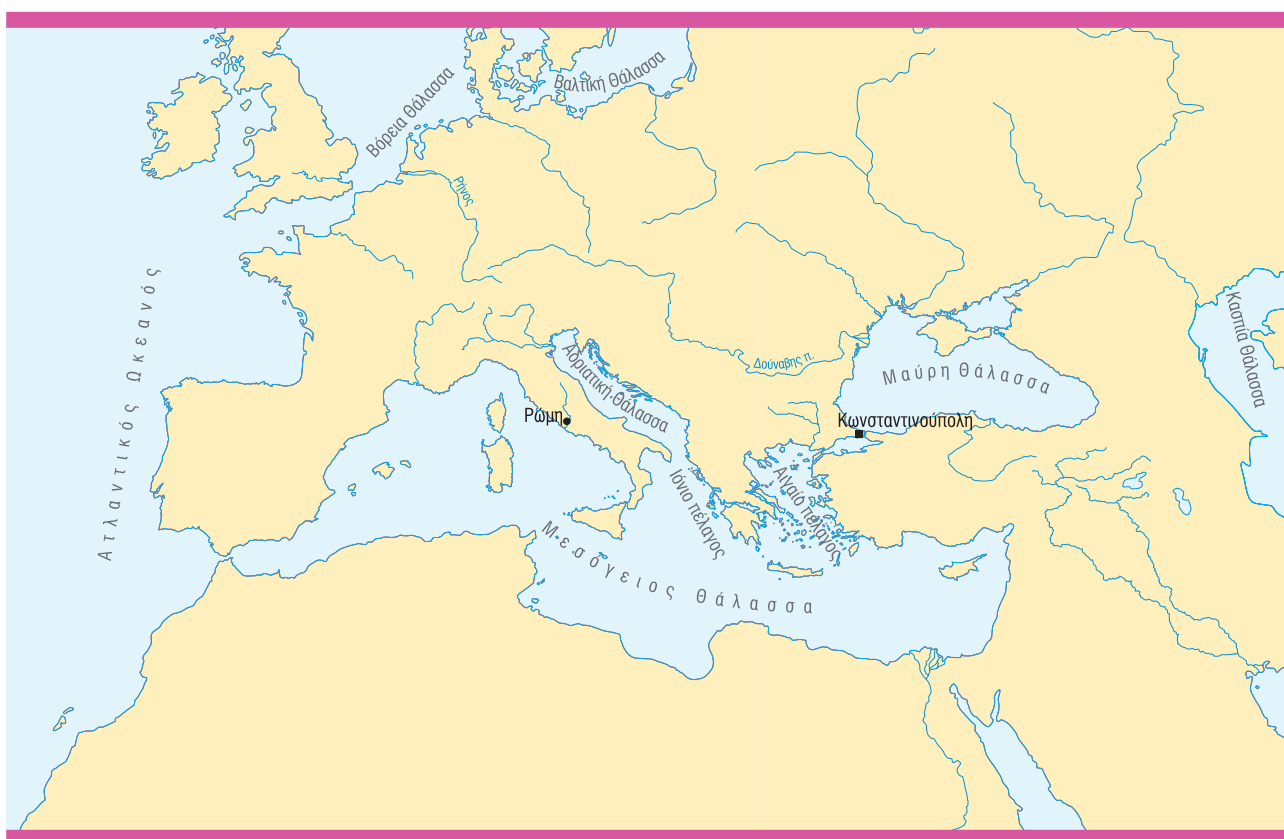 Βόρεια Θάλασσα
Βαλτική Θάλασσα
Ρήνος
Ατλαντικός Ωκεανός
Κασπία Θάλασσα
Αδριατική Θάλασσα
Δούναβης π.
Μαύρη Θάλασσα
Ρώμη
Κωνσταντινούπολη
Ιόνιο πέλαγος
Αιγαίο πέλαγος
Μεσόγειος Θάλασσα